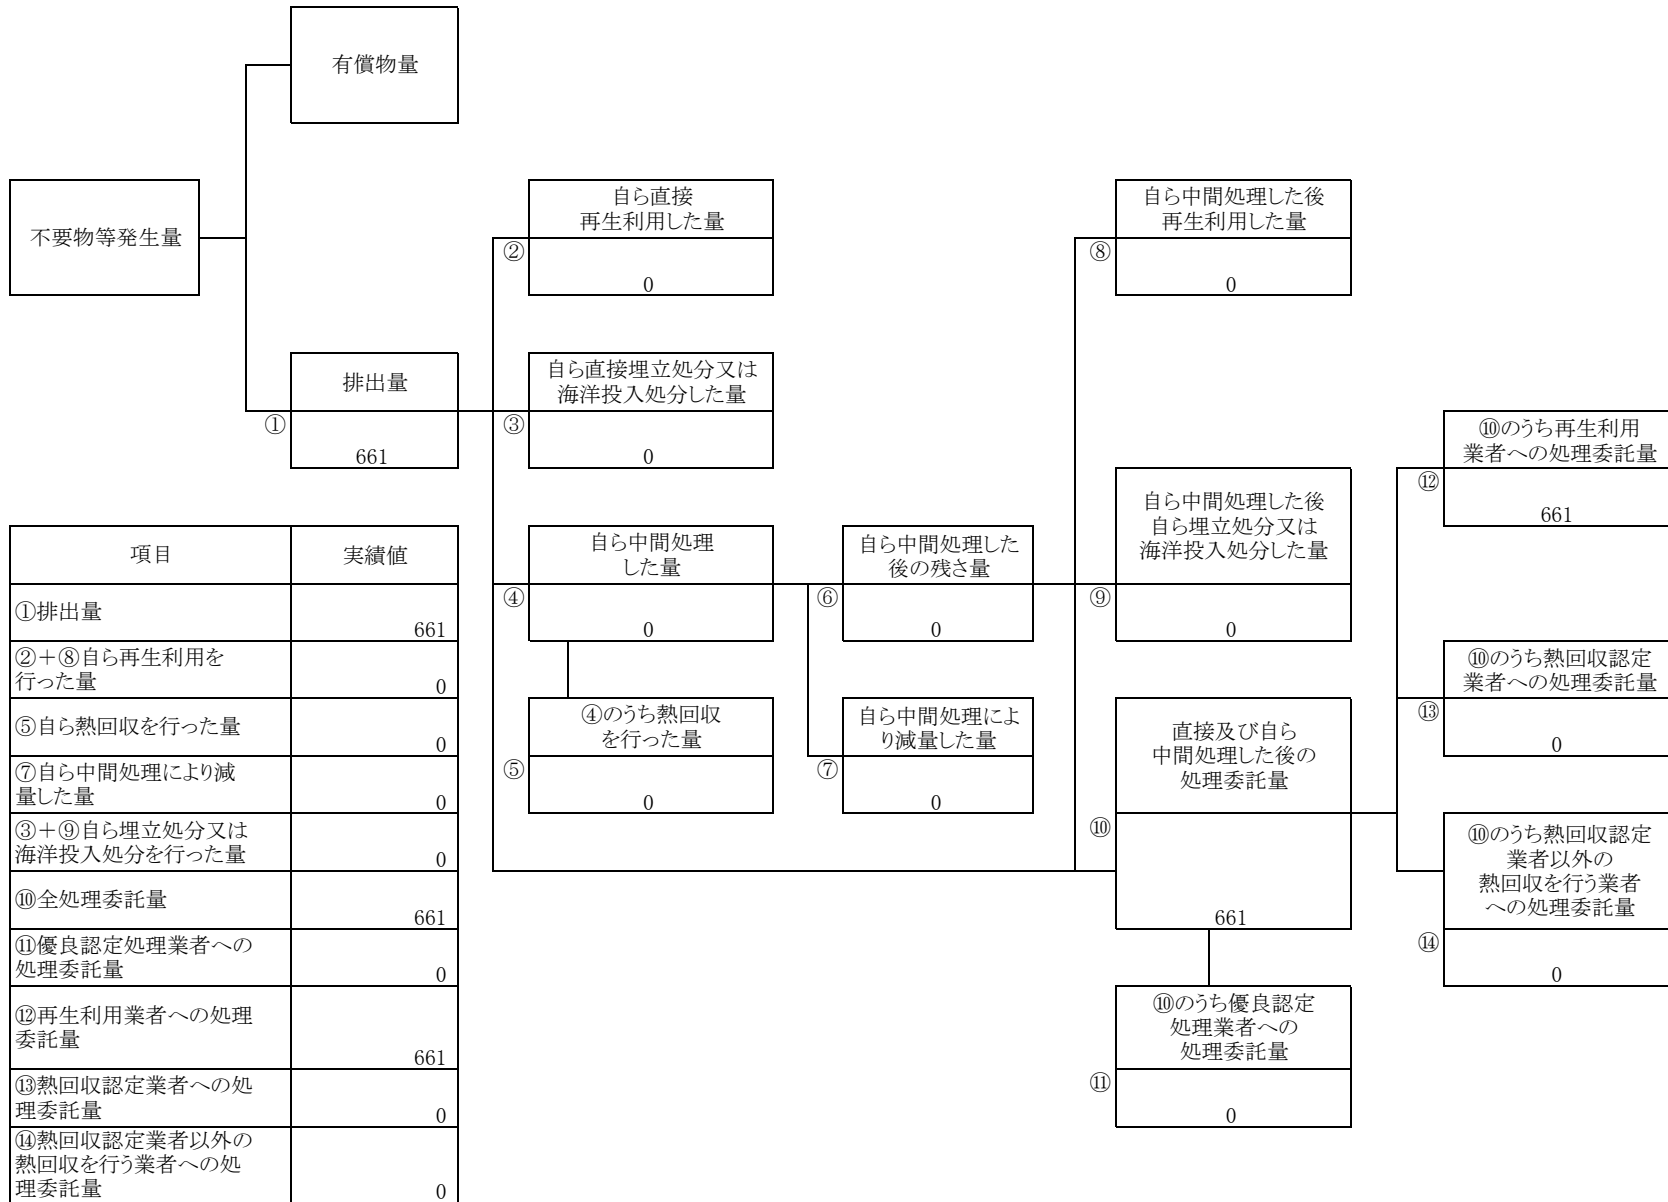 有償物量
不要物等発生量
自ら直接
再生利用した量
②
0
自ら中間処理した後
再生利用した量
⑧
0
排出量
①
661
自ら直接埋立処分又は
海洋投入処分した量
③
0
⑩のうち再生利用
業者への処理委託量
⑫
661
自ら中間処理した後
自ら埋立処分又は
海洋投入処分した量
⑨
0
自ら中間処理
した量
④
0
自ら中間処理した
後の残さ量
⑥
0
⑩のうち熱回収認定
業者への処理委託量
⑬
0
④のうち熱回収
を行った量
⑤
0
自ら中間処理によ
り減量した量
⑦
0
直接及び自ら
中間処理した後の
処理委託量
⑩
661
⑩のうち熱回収認定
業者以外の
熱回収を行う業者
への処理委託量
⑭
0
⑩のうち優良認定
処理業者への
処理委託量
⑪
0
項目 実績値
①排出量 661
②+⑧自ら再生利用を
行った量 0
⑤自ら熱回収を行った量 0
⑦自ら中間処理により減
量した量 0
③+⑨自ら埋立処分又は
海洋投入処分を行った量 0
⑩全処理委託量 661
⑪優良認定処理業者への
処理委託量 0
⑫再生利用業者への処理
委託量 661
⑬熱回収認定業者への処
理委託量 0
⑭熱回収認定業者以外の
熱回収を行う業者への処
理委託量 0